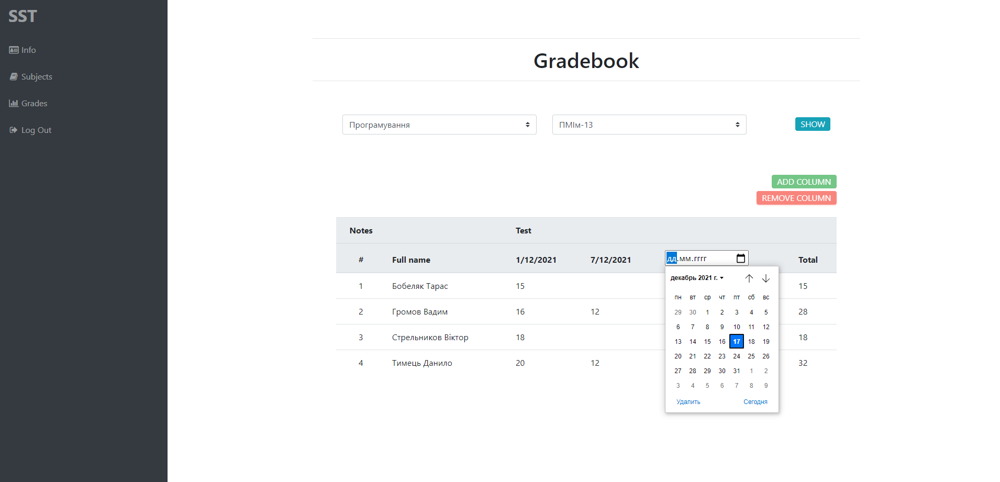 SST
Info
Subjects
Grades
Log Out
Gradebook
Програмування ПМІм-13 SHOW
ADD COLUMN
REMOVE COLUMN
Notes Test
# Full name 1/12/2021 7/12/2021 дд.мм.гггг Total
1 Бобеляк Тарас 15 15
2 Громов Вадим 16 12 28
3 Стрельников Віктор 18 18
4 Тимець Данило 20 12 32
декабрь 2021 г.
пн вт ср чт пт сб вс
29 30 1 2 3 4 5
6 7 8 9 10 11 12
13 14 15 16 17 18 19
20 21 22 23 24 25 26
27 28 29 30 31 1 2
3 4 5 6 7 8 9
Удалить Сегодня